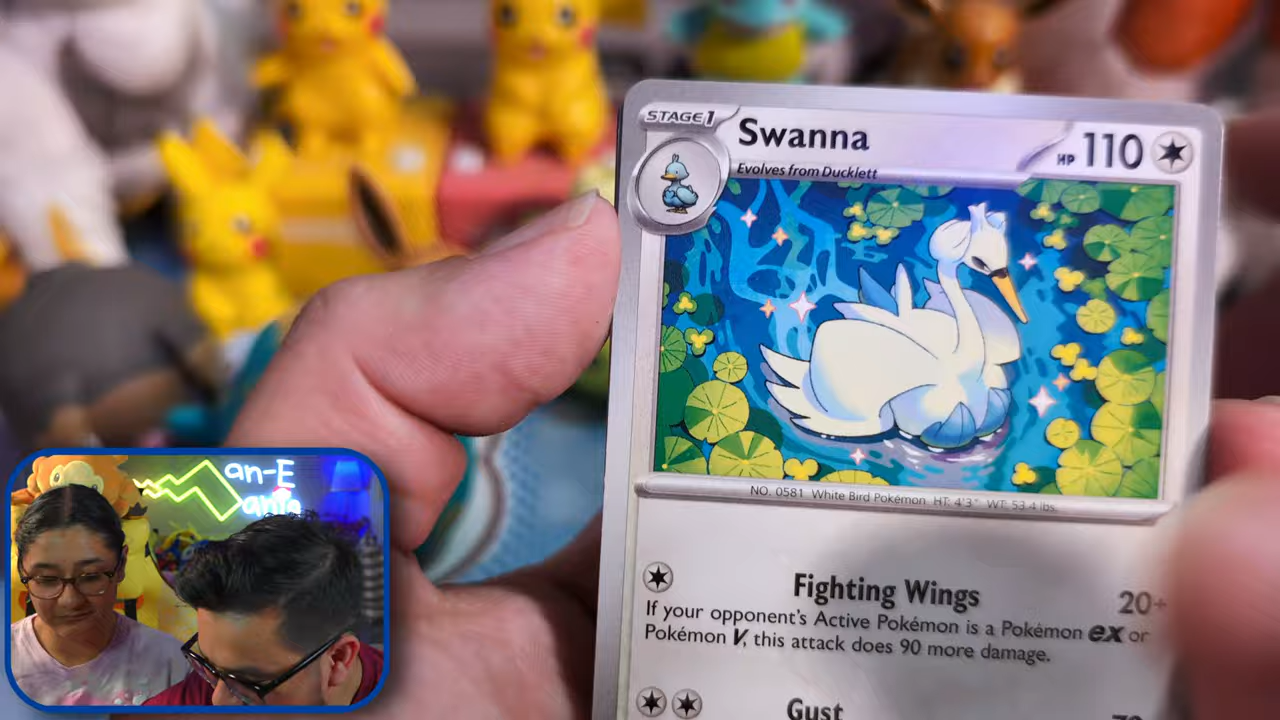 STAGE1
Swanna
HP 110
Evolves from Ducklett
NO. 0581 White Bird Pokémon HT: 4'3" WT: 53.4 lbs.
Fighting Wings 20+
If your opponent's Active Pokémon is a Pokémon ex or
Pokémon V, this attack does 90 more damage.
Gust
an-E